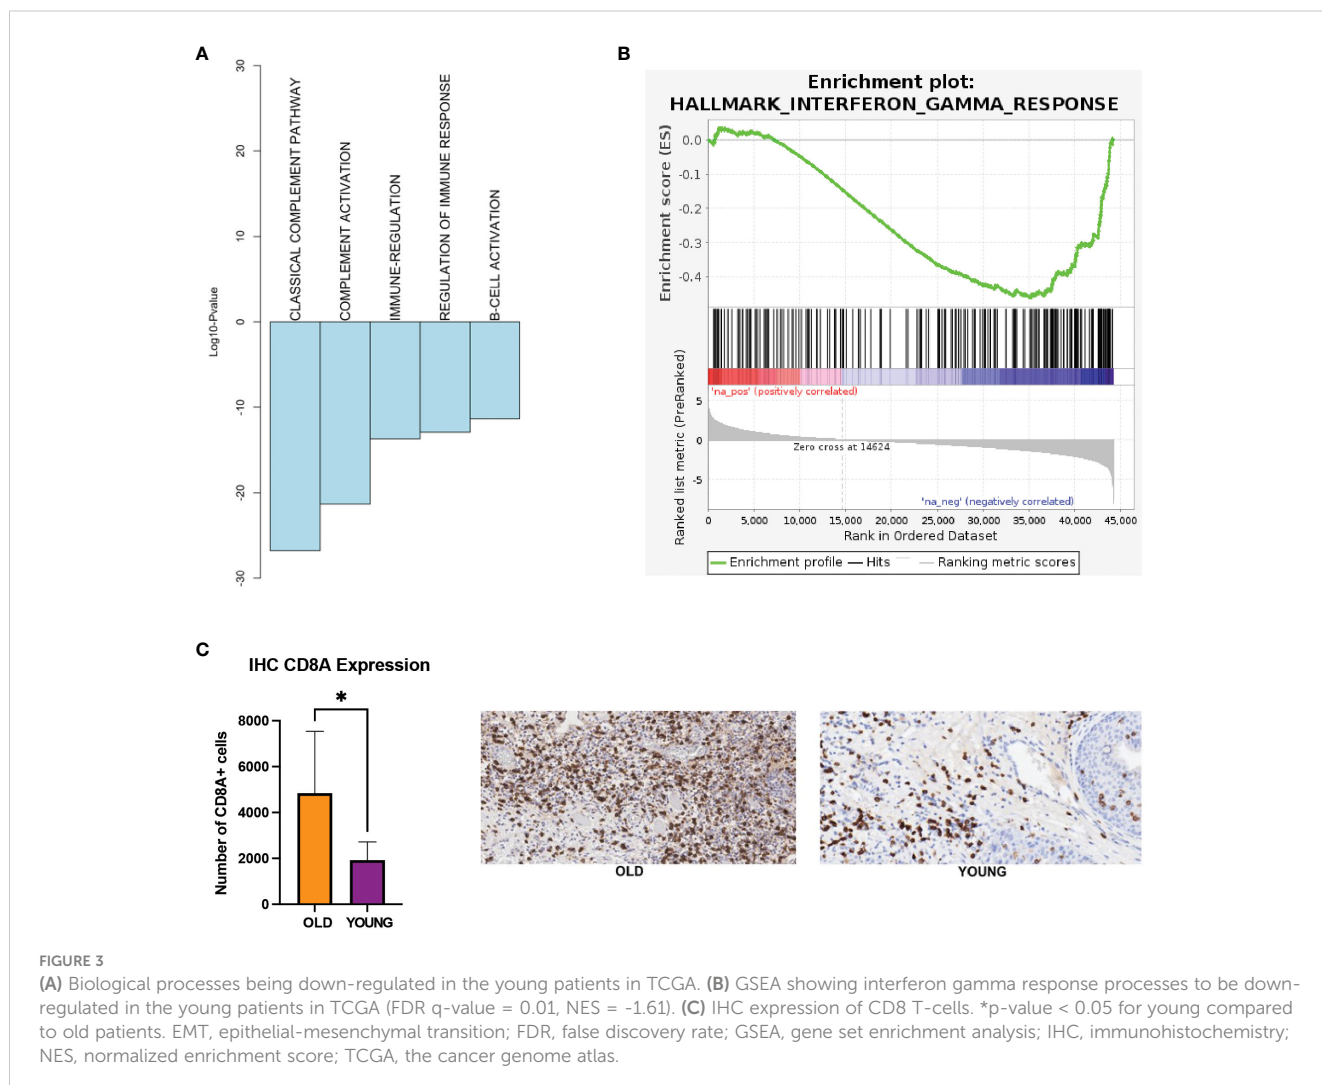 A
30
20
10
0
-10
-20
-30
Log10-Pvalue
CLASSICAL COMPLEMENT PATHWAY
COMPLEMENT ACTIVATION
IMMUNE-REGULATION
REGULATION OF IMMUNE RESPONSE
B-CELL ACTIVATION
B
Enrichment plot:
HALLMARK_INTERFERON_GAMMA_RESPONSE
Enrichment score (ES)
0.0
-0.1
-0.2
-0.3
-0.4
'na_pos' (positively correlated)
Ranked list metric (PreRanked)
5
0
-5
Zero cross at 14624
'na_neg' (negatively correlated)
0 5,000 10,000 15,000 20,000 25,000 30,000 35,000 40,000 45,000
Rank in Ordered Dataset
Enrichment profile Hits Ranking metric scores
C
IHC CD8A Expression
*
Number of CD8A+ cells
8000
6000
4000
2000
0
OLD YOUNG
OLD
YOUNG
FIGURE 3
(A) Biological processes being down-regulated in the young patients in TCGA. (B) GSEA showing interferon gamma response processes to be down-
regulated in the young patients in TCGA (FDR q-value = 0.01, NES = -1.61). (C) IHC expression of CD8 T-cells. *p-value < 0.05 for young compared
to old patients. EMT, epithelial-mesenchymal transition; FDR, false discovery rate; GSEA, gene set enrichment analysis; IHC, immunohistochemistry;
NES, normalized enrichment score; TCGA, the cancer genome atlas.